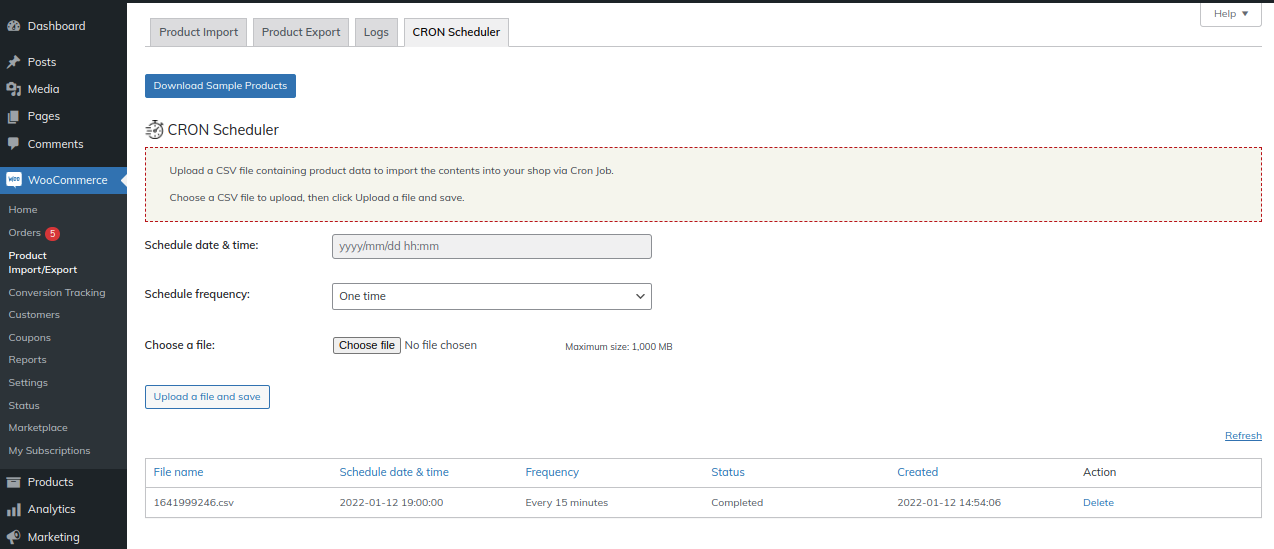 Dashboard
Posts
Media
Pages
Comments
WOO WooCommerce
Home
Orders 5
Product
Import/Export
Conversion Tracking
Customers
Coupons
Reports
Settings
Status
Marketplace
My Subscriptions
Products
Analytics
Marketing
Help ▼
Product Import Product Export Logs CRON Scheduler
Download Sample Products
CRON Scheduler
Upload a CSV file containing product data to import the contents into your shop via Cron Job.
Choose a CSV file to upload, then click Upload a file and save.
Schedule date & time: yyyy/mm/dd hh:mm
Schedule frequency: One time
Choose a file: Choose file No file chosen Maximum size: 1,000 MB
Upload a file and save
Refresh
File name Schedule date & time Frequency Status Created Action
1641999246.csv 2022-01-12 19:00:00 Every 15 minutes Completed 2022-01-12 14:54:06 Delete